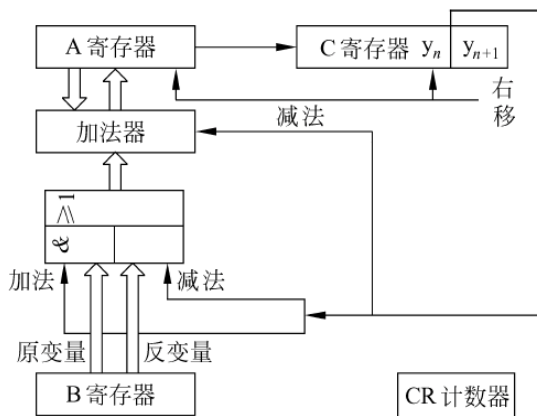 A 寄存器
C 寄存器 yₙ yₙ₊₁
右移
减法
加法器
≥1
&
加法
减法
原变量
反变量
B 寄存器
CR 计数器